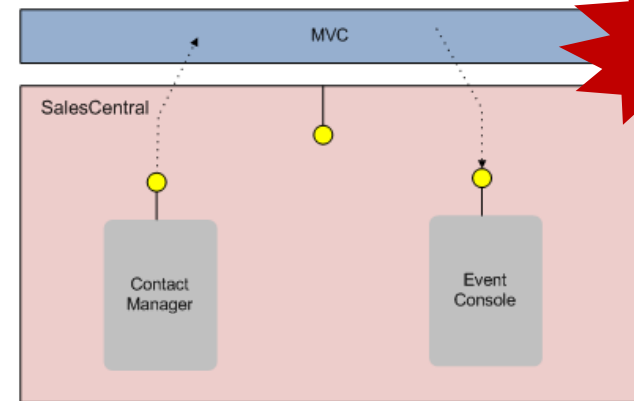 MVC
SalesCentral
Contact
Manager
Event
Console